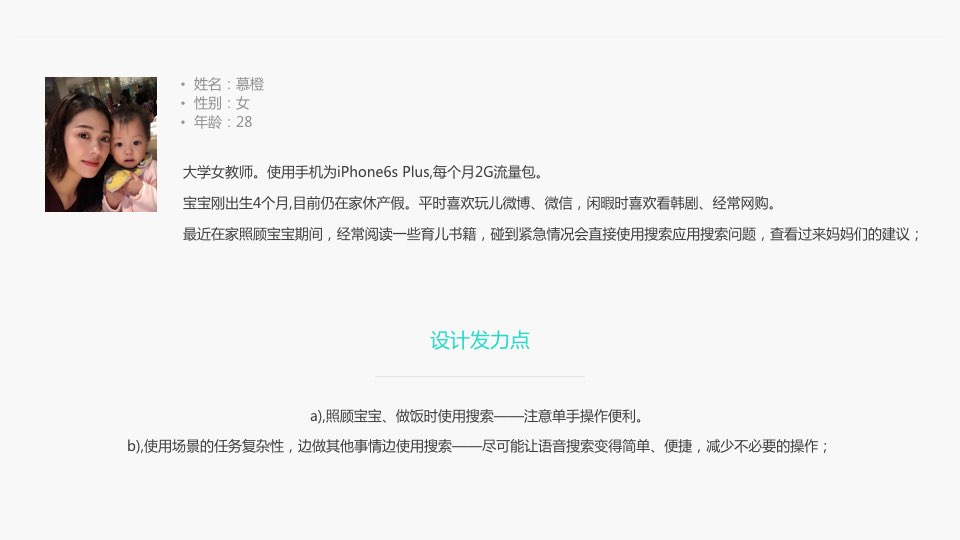 • 姓名：慕橙
• 性别：女
• 年龄：28
大学女教师。使用手机为iPhone6s Plus,每个月2G流量包。
宝宝刚出生4个月,目前仍在家休产假。平时喜欢玩儿微博、微信，闲暇时喜欢看韩剧、经常网购。
最近在家照顾宝宝期间，经常阅读一些育儿书籍，碰到紧急情况会直接使用搜索应用搜索问题，查看过来妈妈们的建议；
设计发力点
a),照顾宝宝、做饭时使用搜索——注意单手操作便利。
b),使用场景的任务复杂性，边做其他事情边使用搜索——尽可能让语音搜索变得简单、便捷，减少不必要的操作；